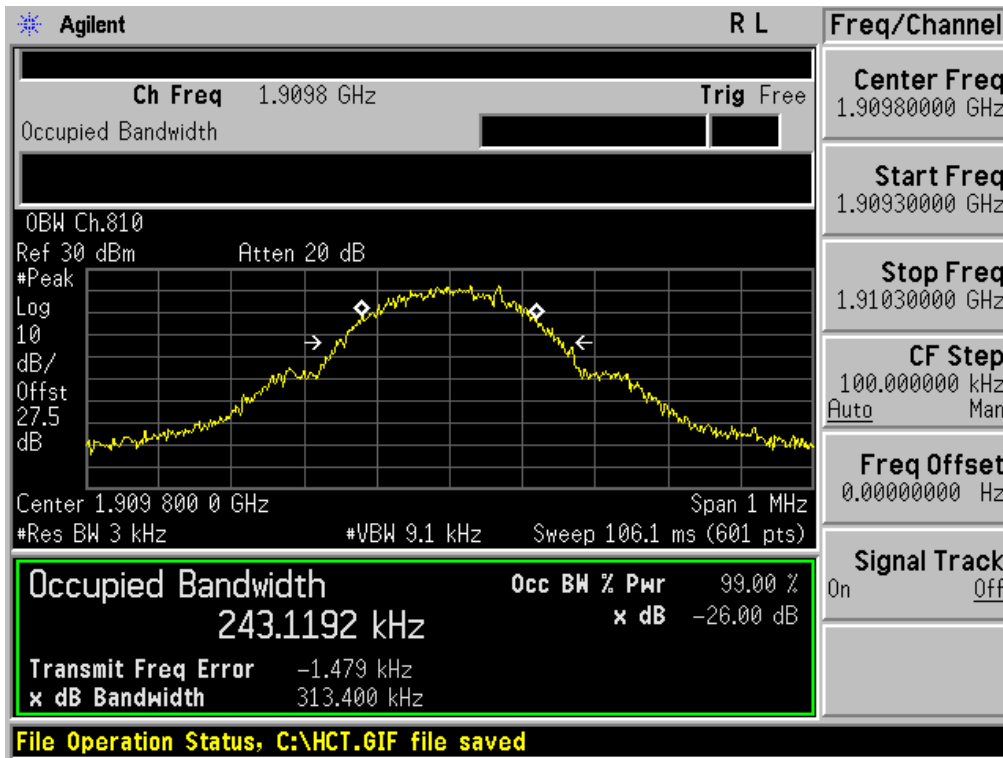 Agilent R L
Ch Freq 1.9098 GHz Trig Free
Occupied Bandwidth
OBW Ch.810
Ref 30 dBm Atten 20 dB
#Peak
Log
10
dB/
Offst
27.5
dB
Center 1.909 800 0 GHz Span 1 MHz
#Res BW 3 kHz #VBW 9.1 kHz Sweep 106.1 ms (601 pts)
Occupied Bandwidth Occ BW % Pwr 99.00 %
243.1192 kHz x dB -26.00 dB
Transmit Freq Error -1.479 kHz
x dB Bandwidth 313.400 kHz
File Operation Status, C:\HCT.GIF file saved
Freq/Channel
Center Freq
1.90980000 GHz
Start Freq
1.90930000 GHz
Stop Freq
1.91030000 GHz
CF Step
100.000000 kHz
Auto Man
Freq Offset
0.00000000 Hz
Signal Track
On Off